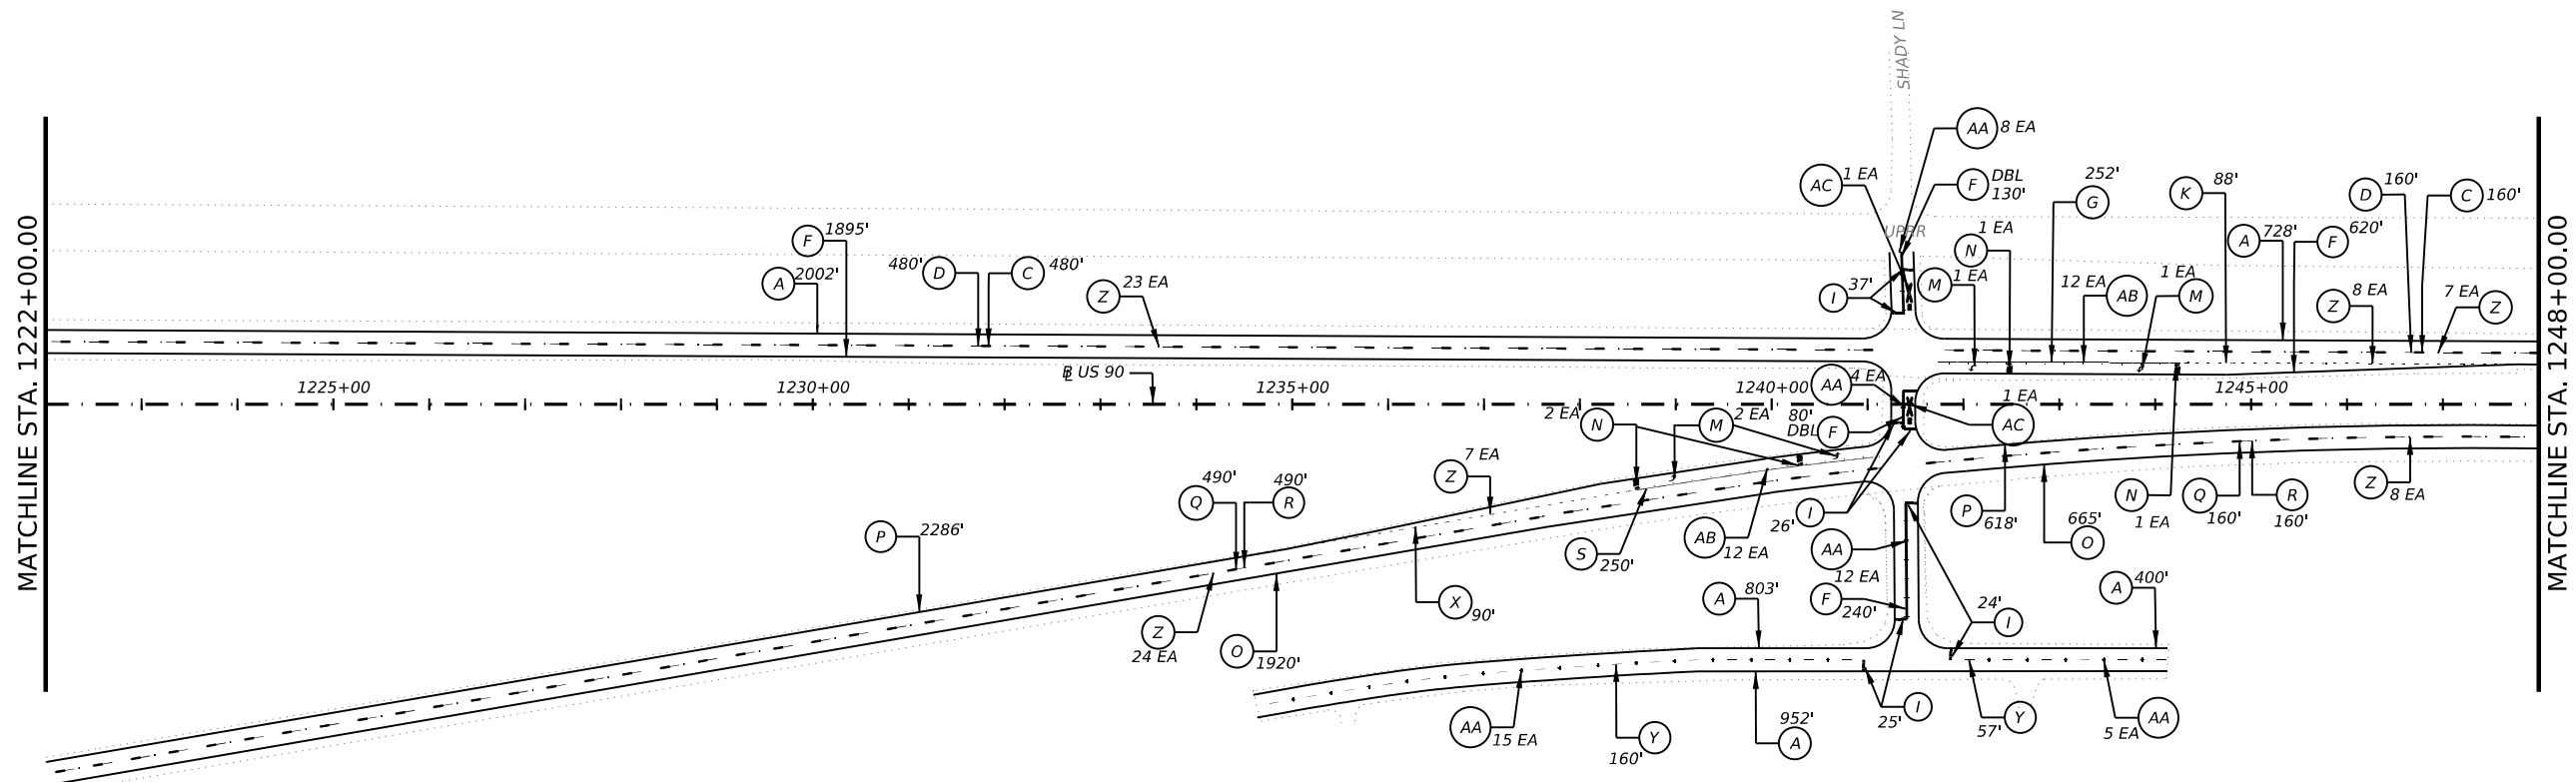 SHADY LN
AA 8 EA
AC 1 EA
F DBL
130'
252'
G
K 88'
D 160'
C 160'
UPRR
1 EA
N
A 728'
F 620'
F 1895'
A 2002'
480' D
C 480'
Z 23 EA
I 37'
M 1 EA
12 EA AB
1 EA
M
Z 8 EA
7 EA Z
MATCHLINE STA. 1222+00.00
MATCHLINE STA. 1248+00.00
℄ US 90
1225+00
1230+00
1235+00
1240+00
1245+00
AA 4 EA
1 EA
AC
2 EA N
M 2 EA
80'
DBL F
7 EA
Z
490'
Q
490'
R
P 2286'
S 250'
AB 12 EA
26' I
P 618'
665'
O
N
1 EA
Q
160'
R
160'
Z
8 EA
AA
12 EA
F 240'
X 90'
A 803'
24'
I
A 400'
Z
24 EA
O 1920'
AA 15 EA
160' Y
952'
A
25' I
57' Y
5 EA AA